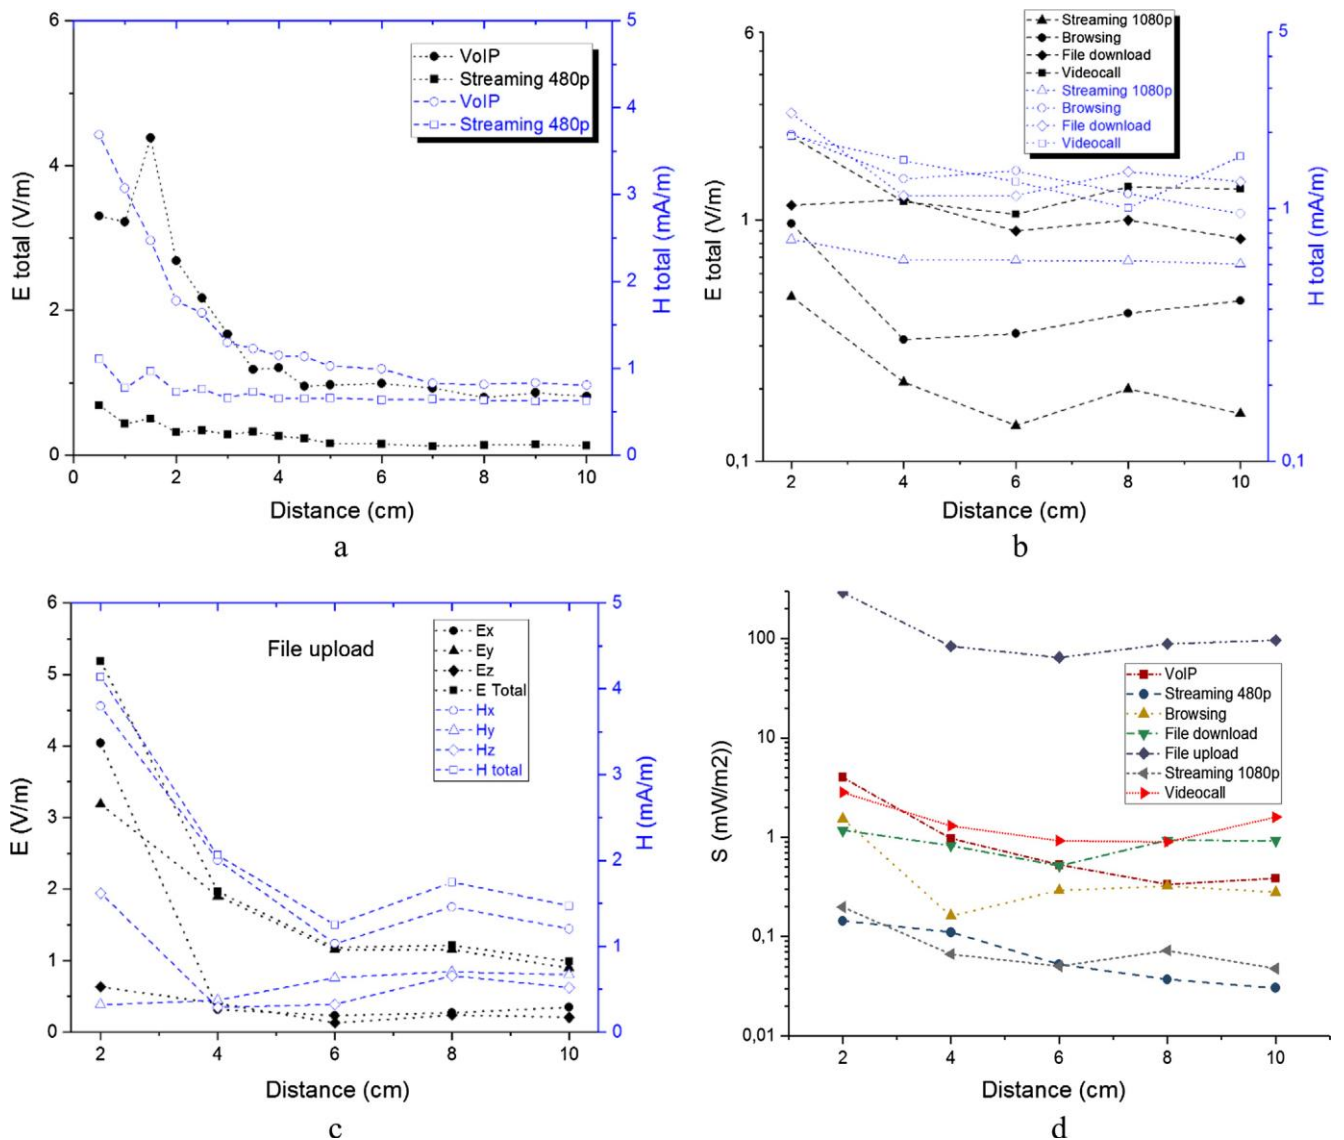 6
5
VoIP
Streaming 480p
VoIP
Streaming 480p
4
4
3
2
2
1
0
0
0
2
4
6
8
10
E total (V/m)
H total (mA/m)
Distance (cm)
a
Streaming 1080p
Browsing
File download
Videocall
Streaming 1080p
Browsing
File download
Videocall
6
5
1
1
0,1
0,1
2
4
6
8
10
E total (V/m)
H total (mA/m)
Distance (cm)
b
File upload
Ex
Ey
Ez
E Total
Hx
Hy
Hz
H total
6
5
4
3
2
1
0
5
4
3
2
1
0
2
4
6
8
10
E (V/m)
H (mA/m)
Distance (cm)
c
VoIP
Streaming 480p
Browsing
File download
File upload
Streaming 1080p
Videocall
100
10
1
0,1
0,01
2
4
6
8
10
S (mW/m2))
Distance (cm)
d